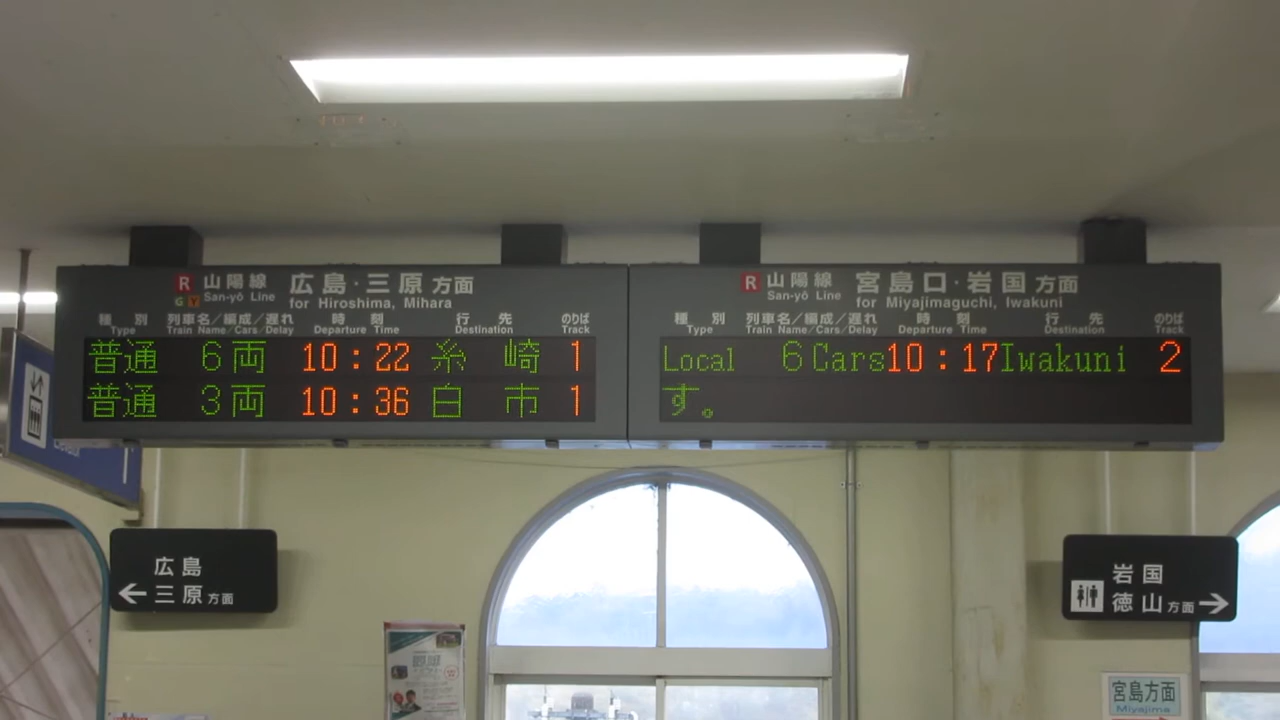 R 山陽線 広島・三原方面
G Y San-yō Line for Hiroshima, Mihara
種別 列車名/編成/遅れ 時刻 行先 のりば
Type Train Name/Cars/Delay Departure Time Destination Track
普通 6両 10:22 糸崎 1
普通 3両 10:36 白市 1
R 山陽線 宮島口・岩国方面
San-yō Line for Miyajimaguchi, Iwakuni
種別 列車名/編成/遅れ 時刻 行先 のりば
Type Train Name/Cars/Delay Departure Time Destination Track
Local 6Cars 10:17 Iwakuni 2
す。
広島
← 三原方面
岩国
徳山方面 →
宮島方面
Miyajima